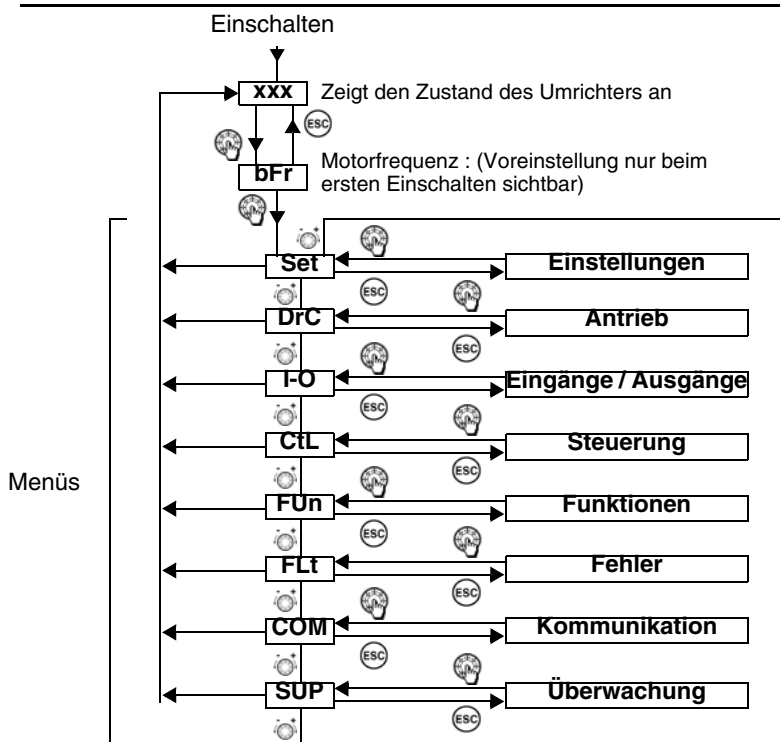 Einschalten
xxx Zeigt den Zustand des Umrichters an
ESC
bFr Motorfrequenz : (Voreinstellung nur beim
ersten Einschalten sichtbar)
- +
Set Einstellungen
- + ESC
DrC Antrieb
- + ESC
I-O Eingänge / Ausgänge
- + ESC
CtL Steuerung
- + ESC
Menüs
FUn Funktionen
- + ESC
FLt Fehler
- + ESC
COM Kommunikation
- + ESC
SUP Überwachung
- + ESC